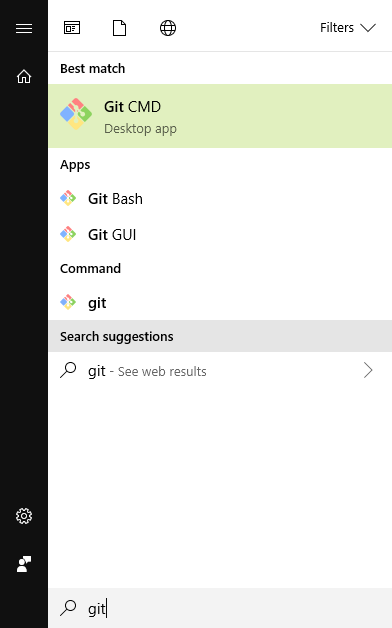 Filters
Best match
Git CMD
Desktop app
Apps
Git Bash
Git GUI
Command
git
Search suggestions
git - See web results
git